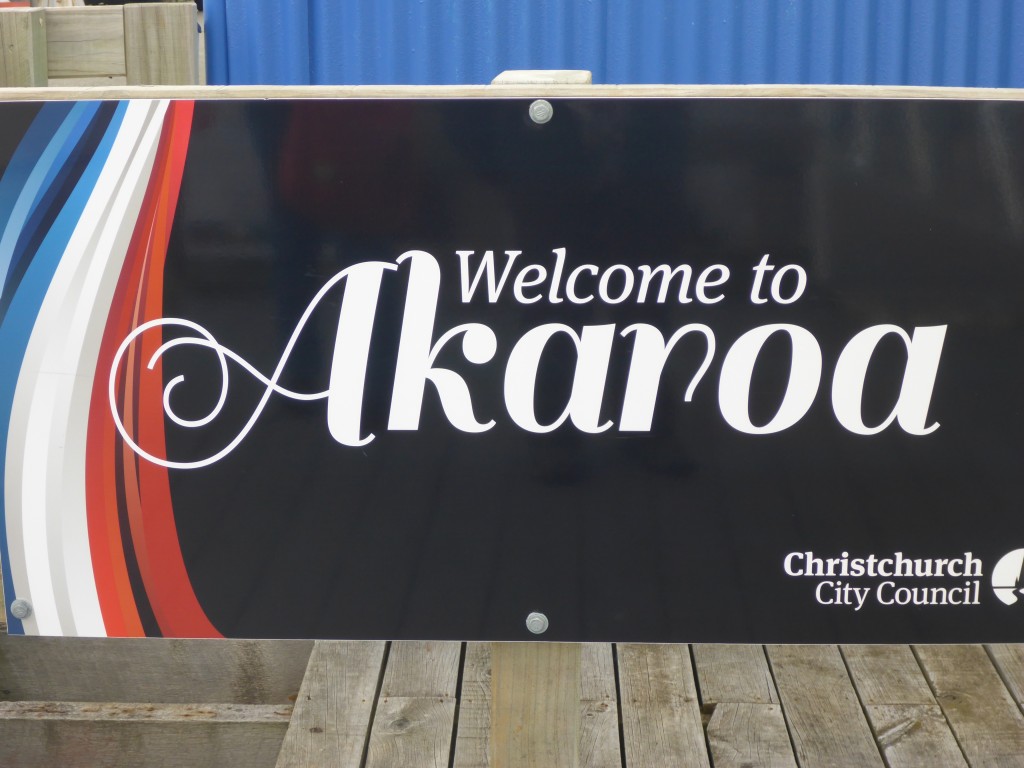 Welcome to
Akaroa
Christchurch
City Council